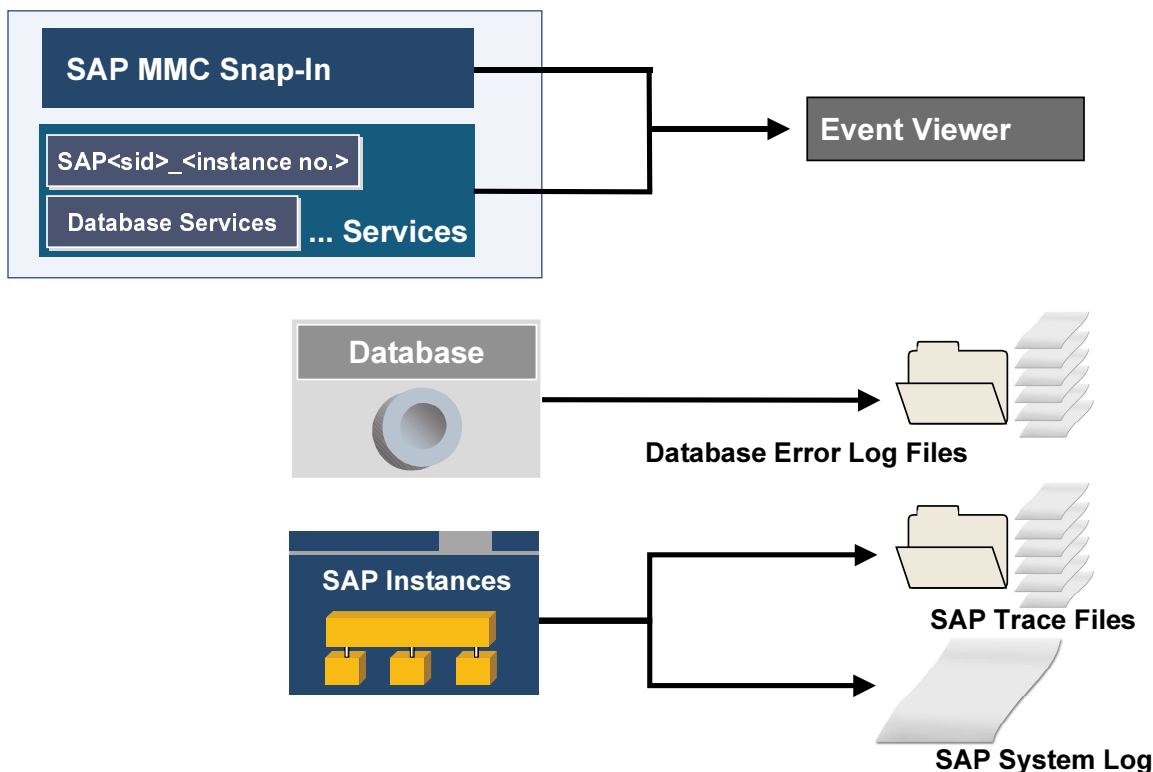 SAP MMC Snap-In
Event Viewer
SAP<sid>_<instance no.>
Database Services
... Services
Database
Database Error Log Files
SAP Instances
SAP Trace Files
SAP System Log